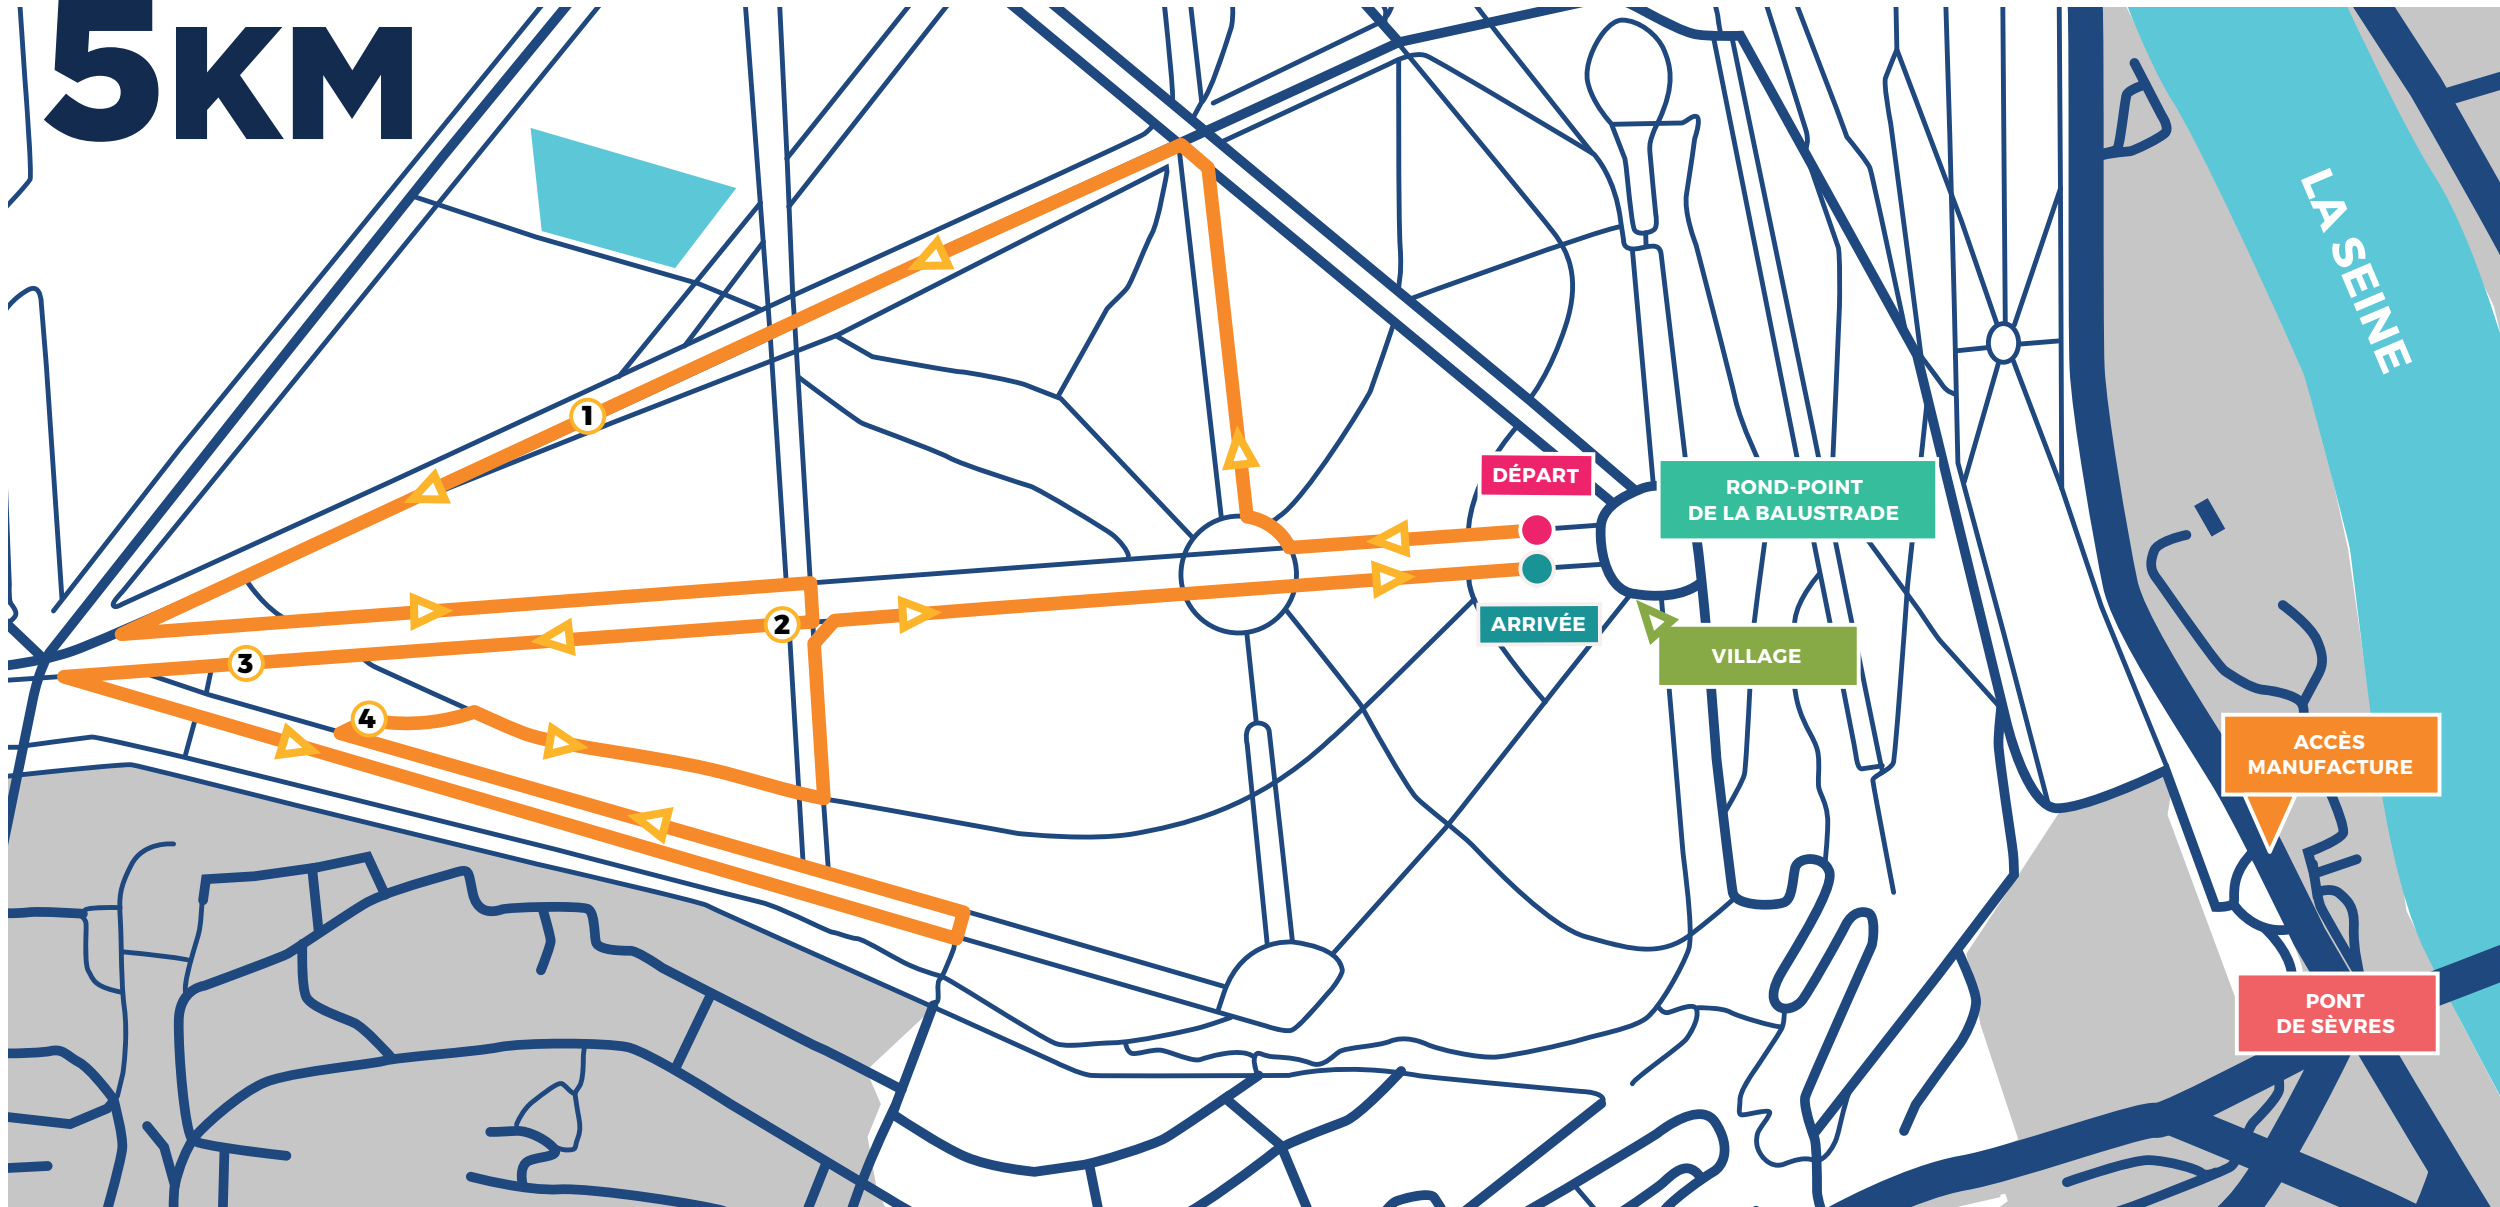 5KM
LA SEINE
1
DÉPART
ROND-POINT
DE LA BALUSTRADE
2
ARRIVÉE
3
VILLAGE
4
ACCÈS
MANUFACTURE
PONT
DE SÈVRES